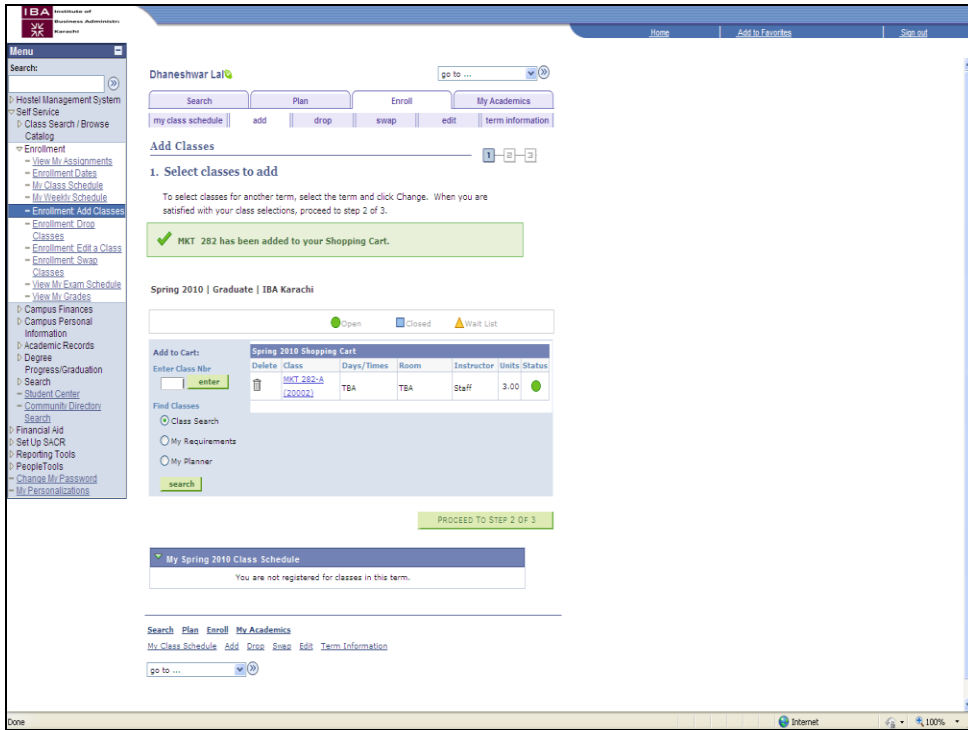 IBA Institute of
Business Administr
Karachi
Home Add to Favorites Sign out
Menu
Search:
Hostel Management System
Self Service
Class Search / Browse
Catalog
Enrollment
View My Assignments
Enrollment Dates
My Class Schedule
My Weekly Schedule
Enrollment: Add Classes
Enrollment: Drop
Classes
Enrollment: Edit a Class
Enrollment: Swap
Classes
View My Exam Schedule
View My Grades
Campus Finances
Campus Personal
Information
Academic Records
Degree
Progress/Graduation
Search
Student Center
Community Directory
Search
Financial Aid
Set Up SACR
Reporting Tools
PeopleTools
Change My Password
My Personalizations
Dhaneshwar Lal
go to ...
Search Plan Enroll My Academics
my class schedule add drop swap edit term information
Add Classes
1 2 3
1. Select classes to add
To select classes for another term, select the term and click Change. When you are
satisfied with your class selections, proceed to step 2 of 3.
MKT 282 has been added to your Shopping Cart.
Spring 2010 | Graduate | IBA Karachi
Open Closed Wait List
Add to Cart:
Enter Class Nbr
enter
Find Classes
Class Search
My Requirements
My Planner
search
Spring 2010 Shopping Cart
Delete Class Days/Times Room Instructor Units Status
MKT 282-A
(20002) TBA TBA Staff 3.00
PROCEED TO STEP 2 OF 3
My Spring 2010 Class Schedule
You are not registered for classes in this term.
Search Plan Enroll My Academics
My Class Schedule Add Drop Swap Edit Term Information
go to ...
Done Internet 100%